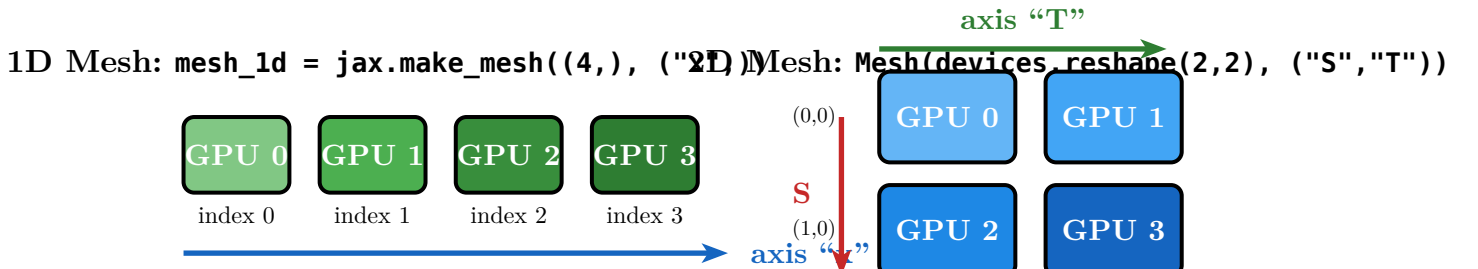 axis “T”
1D Mesh: mesh_1d = jax.make_mesh((4,), ("x",))
2D Mesh: Mesh(devices.reshape(2,2), ("S","T"))
GPU 0 GPU 1 GPU 2 GPU 3
index 0 index 1 index 2 index 3
axis “x”
(0,0) GPU 0 GPU 1
S
(1,0) GPU 2 GPU 3